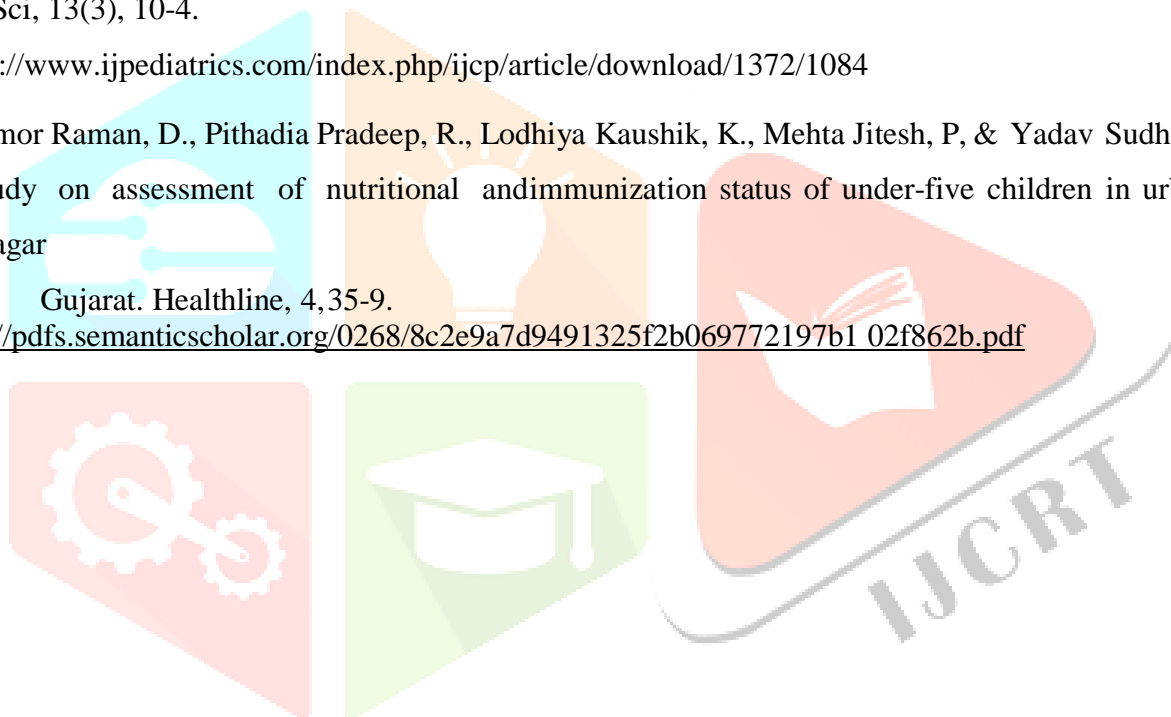 Sci, 13(3), 10-4.
://www.ijpediatrics.com/index.php/ijcp/article/download/1372/1084
mor Raman, D., Pithadia Pradeep, R., Lodhiya Kaushik, K., Mehta Jitesh, P, & Yadav Sudh
udy on assessment of nutritional andimmunization status of under-five children in ur
agar
Gujarat. Healthline, 4,35-9.
//pdfs.semanticscholar.org/0268/8c2e9a7d9491325f2b069772197b1 02f862b.pdf
IJCRT